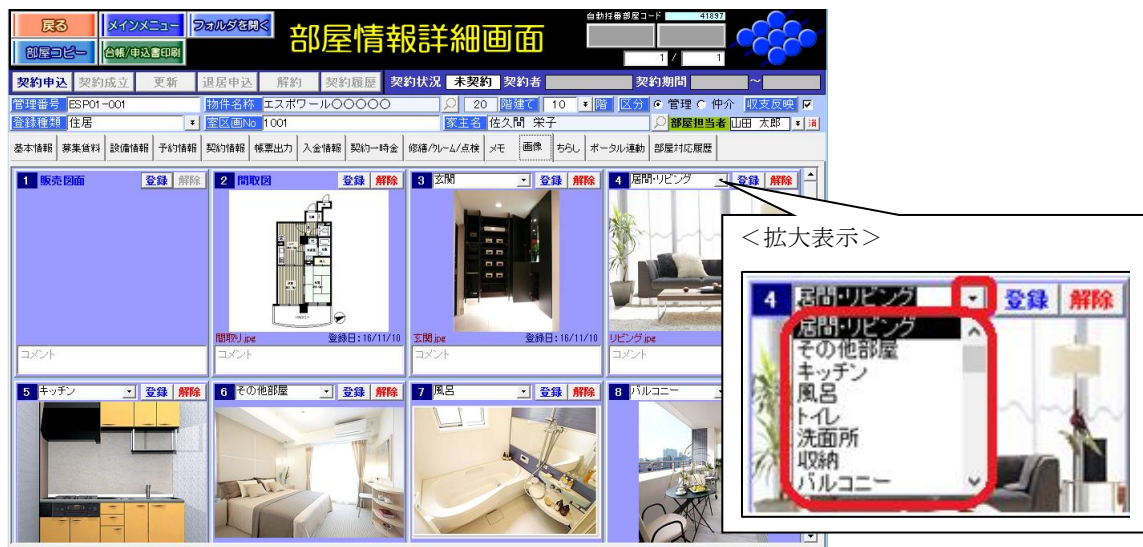 戻る メインメニュー フォルダを開く
部屋コピー 台帳/申込書印刷
部屋情報詳細画面
自動採番部屋コード 41897
1 / 1
契約申込 契約成立 更新 退居申込 解約 契約履歴 契約状況 未契約 契約者 契約期間 ～
管理番号 ESP01-001 物件名称 エスポワール〇〇〇〇〇 20 階建て 10 階 区分 管理 仲介 収支反映
登録種類 住居 室区画No 1001 家主名 佐久間 栄子 部屋担当者 山田 太郎 消
基本情報 募集賃料 設備情報 予約情報 契約情報 帳票出力 入金情報 契約一時金 修繕/クレーム/点検 メモ 画像 ちらし ポータル連動 部屋対応履歴
1 販売図面 登録 解除 2 間取図 登録 解除 3 玄関 登録 解除 4 居間・リビング 登録 解除
間取り.jpg 登録日:16/11/10 玄関.jpg 登録日:16/11/10 リビング.jpg
コメント コメント コメント コメント
5 キッチン 登録 解除 6 その他部屋 登録 解除 7 風呂 登録 解除 8 バルコニー
＜拡大表示＞
4 居間・リビング 登録 解除
居間・リビング
その他部屋
キッチン
風呂
トイレ
洗面所
収納
バルコニー